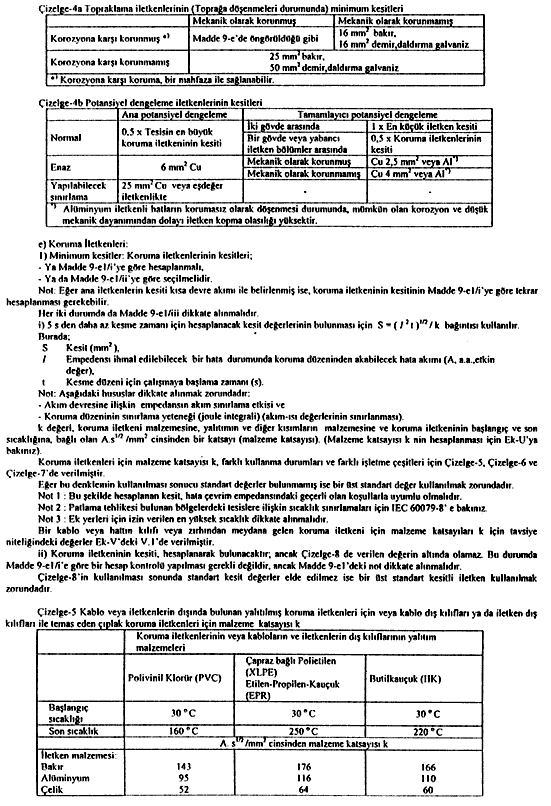 Çizelge-4a Topraklama iletkenlerinin (Toprağa döşenmeleri durumunda) minimum kesitleri
Mekanik olarak korunmuş Mekanik olarak korunmamış
Korozyona karşı korunmuş *) Madde 9-e'de öngörüldüğü gibi 16 mm² bakır,
16 mm² demir,daldırma galvaniz
Korozyona karşı korunmamış 25 mm² bakır,
50 mm² demir,daldırma galvaniz
*) Korozyona karşı koruma, bir mahfaza ile sağlanabilir.
Çizelge-4b Potansiyel dengeleme iletkenlerinin kesitleri
Ana potansiyel dengeleme Tamamlayıcı potansiyel dengeleme
Normal 0,5 x Tesisin en büyük koruma iletkeninin kesiti İki gövde arasında 1 x En küçük iletken kesiti
Bir gövde veya yabancı iletken bölümler arasında 0,5 x Koruma iletkenlerinin kesiti
Enaz 6 mm² Cu Mekanik olarak korunmuş Cu 2,5 mm² veya Al*)
Mekanik olarak korunmamış Cu 4 mm² veya Al*)
Yapılabilecek sınırlama 25 mm² Cu veya eşdeğer iletkenlikte - -
*) Alüminyum iletkenli hatların korumasız olarak döşenmesi durumunda, mümkün olan korozyon ve düşük
mekanik dayanımından dolayı iletken kopma olasılığı yüksektir.
e) Koruma İletkenleri:
1) Minimum kesitler: Koruma iletkenlerinin kesitleri;
- Ya Madde 9-e1/i'ye göre hesaplanmalı,
- Ya da Madde 9-e1/ii'ye göre seçilmelidir.
Not: Eğer ana iletkenlerin kesiti kısa devre akımı ile belirlenmiş ise, koruma iletkeninin kesitinin Madde 9-e1/i'ye göre tekrar
hesaplanması gerekebilir.
Her iki durumda da Madde 9-e1/iii dikkate alınmalıdır.
i) 5 s den daha az kesme zamanı için hesaplanacak kesit değerlerinin bulunması için S = ( I² t )¹/² / k bağıntısı kullanılır.
Burada;
S Kesit (mm²),
I Empedensı ihmal edilebilecek bir hata durumunda koruma düzeninden akabilecek hata akımı (A, a.a.,etkin
değer),
t Kesme düzeni için çalışmaya başlama zamanı (s).
Not: Aşağıdaki hususlar dikkate alınmak zorundadır:
- Akım devresine ilişkin empedansın akım sınırlama etkisi ve
- Koruma düzeninin sınırlama yeteneği (joule integrali) (akım-ısı değerlerinin sınırlanması).
k değeri, koruma iletkeni malzemesine, yalıtımın ve diğer kısımların malzemesine ve koruma iletkeninin başlangıç ve son
sıcaklığına, bağlı olan A.s¹/² /mm² cinsinden bir katsayı (malzeme katsayısı). (Malzeme katsayısı k nin hesaplanması için Ek-U'ya
bakınız).
Koruma iletkenleri için malzeme katsayısı k, farklı kullanma durumları ve farklı işletme çeşitleri için Çizelge-5, Çizelge-6 ve
Çizelge-7'de verilmiştir.
Eğer bu denklemin kullanılması sonucu standart değerler bulunmamış ise bir üst standart değer kullanılmak zorundadır.
Not 1 : Bu şekilde hesaplanan kesit, hata çevrim empedansındaki geçerli olan koşullarla uyumlu olmalıdır.
Not 2 : Patlama tehlikesi bulunan bölgelerdeki tesislere ilişkin sıcaklık sınırlamaları için IEC 60079-8' e bakınız.
Not 3 : Ek yerleri için izin verilen en yüksek sıcaklık dikkate alınmalıdır.
Bir kablo veya hattın kılıfı veya zırhından meydana gelen koruma iletkeni için malzeme katsayıları k için tavsiye
niteliğindeki değerler Ek-V'deki V.1'de verilmiştir.
ii) Koruma iletkeninin kesiti, hesaplanarak bulunacaktır; ancak Çizelge-8 de verilen değerin altında olamaz. Bu durumda
Madde 9-e1/i'e göre bir hesap kontrolü yapılması gerekli değildir, ancak Madde 9-e1'deki not dikkate alınmalıdır.
Çizelge-8'in kullanılması sonunda standart kesit değerler elde edilmez ise bir üst standart kesitli iletken kullanılmak
zorundadır.
Çizelge-5 Kablo veya iletkenlerin dışında bulunan yalıtılmış koruma iletkenleri için veya kablo dış kılıfları ya da iletken dış
kılıfları ile temas eden çıplak koruma iletkenleri için malzeme katsayısı k
Koruma iletkenlerinin veya kabloların ve iletkenlerin dış kılıflarının yalıtım
malzemeleri
Polivinil Klorür (PVC) Çapraz bağlı Polietilen (XLPE) Etilen-Propilen-Kauçuk (EPR) Butilkauçuk (IIK)
Başlangıç sıcaklığı 30 °C 30 °C 30 °C
Son sıcaklık 160 °C 250 °C 220 °C
A. s¹/² /mm² cinsinden malzeme katsayısı k
İletken malzemesi:
Bakır 143 176 166
Alüminyum 95 116 110
Çelik 52 64 60